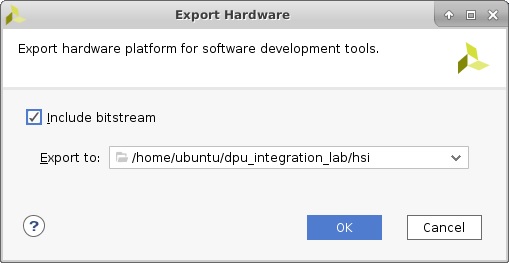 Export Hardware
Export hardware platform for software development tools.
Include bitstream
Export to: /home/ubuntu/dpu_integration_lab/hsi
? OK Cancel